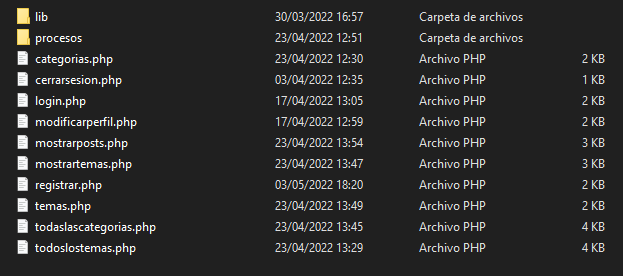 lib 30/03/2022 16:57 Carpeta de archivos
procesos 23/04/2022 12:51 Carpeta de archivos
categorias.php 23/04/2022 12:30 Archivo PHP 2 KB
cerrarsesion.php 03/04/2022 12:35 Archivo PHP 1 KB
login.php 17/04/2022 13:05 Archivo PHP 2 KB
modificarperfil.php 17/04/2022 12:59 Archivo PHP 2 KB
mostrarposts.php 23/04/2022 13:54 Archivo PHP 3 KB
mostrartemas.php 23/04/2022 13:47 Archivo PHP 3 KB
registrar.php 03/05/2022 18:20 Archivo PHP 2 KB
temas.php 23/04/2022 13:49 Archivo PHP 2 KB
todaslascategorias.php 23/04/2022 13:45 Archivo PHP 4 KB
todoslostemas.php 23/04/2022 13:29 Archivo PHP 4 KB